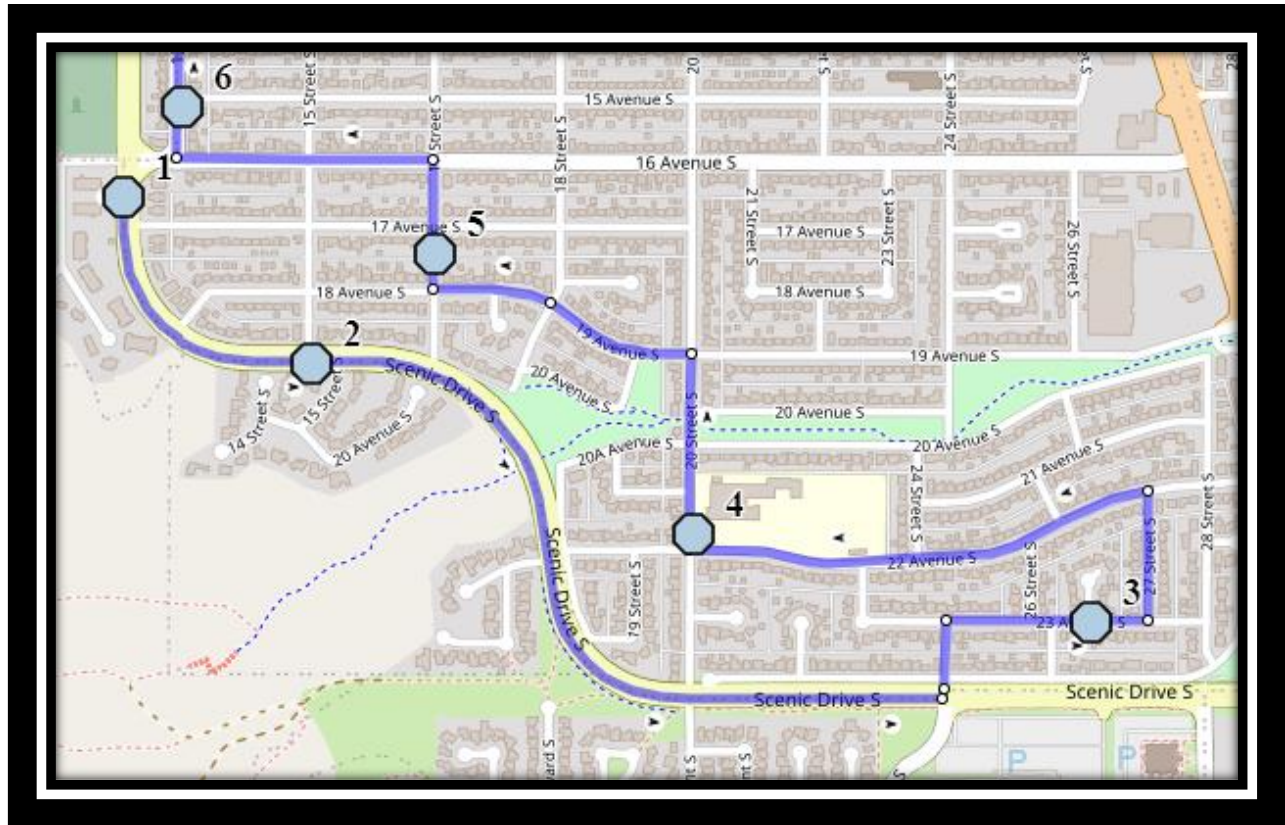 6
15 Street S
20
24 Street S
28
15 Avenue S
16 Avenue S
1
18 Street S
17 Avenue S
5
21 Street S
17 Avenue S
23 Street S
26 Street S
18 Avenue S
18 Avenue S
2
19 Avenue S
19 Avenue S
Scenic Drive S
15 Street S
20 Avenue S
20 Avenue S
14 Street S
20 Avenue S
20 Street S
20A Avenue S
20 Avenue S
21 Avenue S
4
24 Street S
28 Street S
Scenic Drive S
22 Avenue S
19 Street S
26 Street S
27 Street S
3
Scenic Drive S
Scenic Drive S
P
P